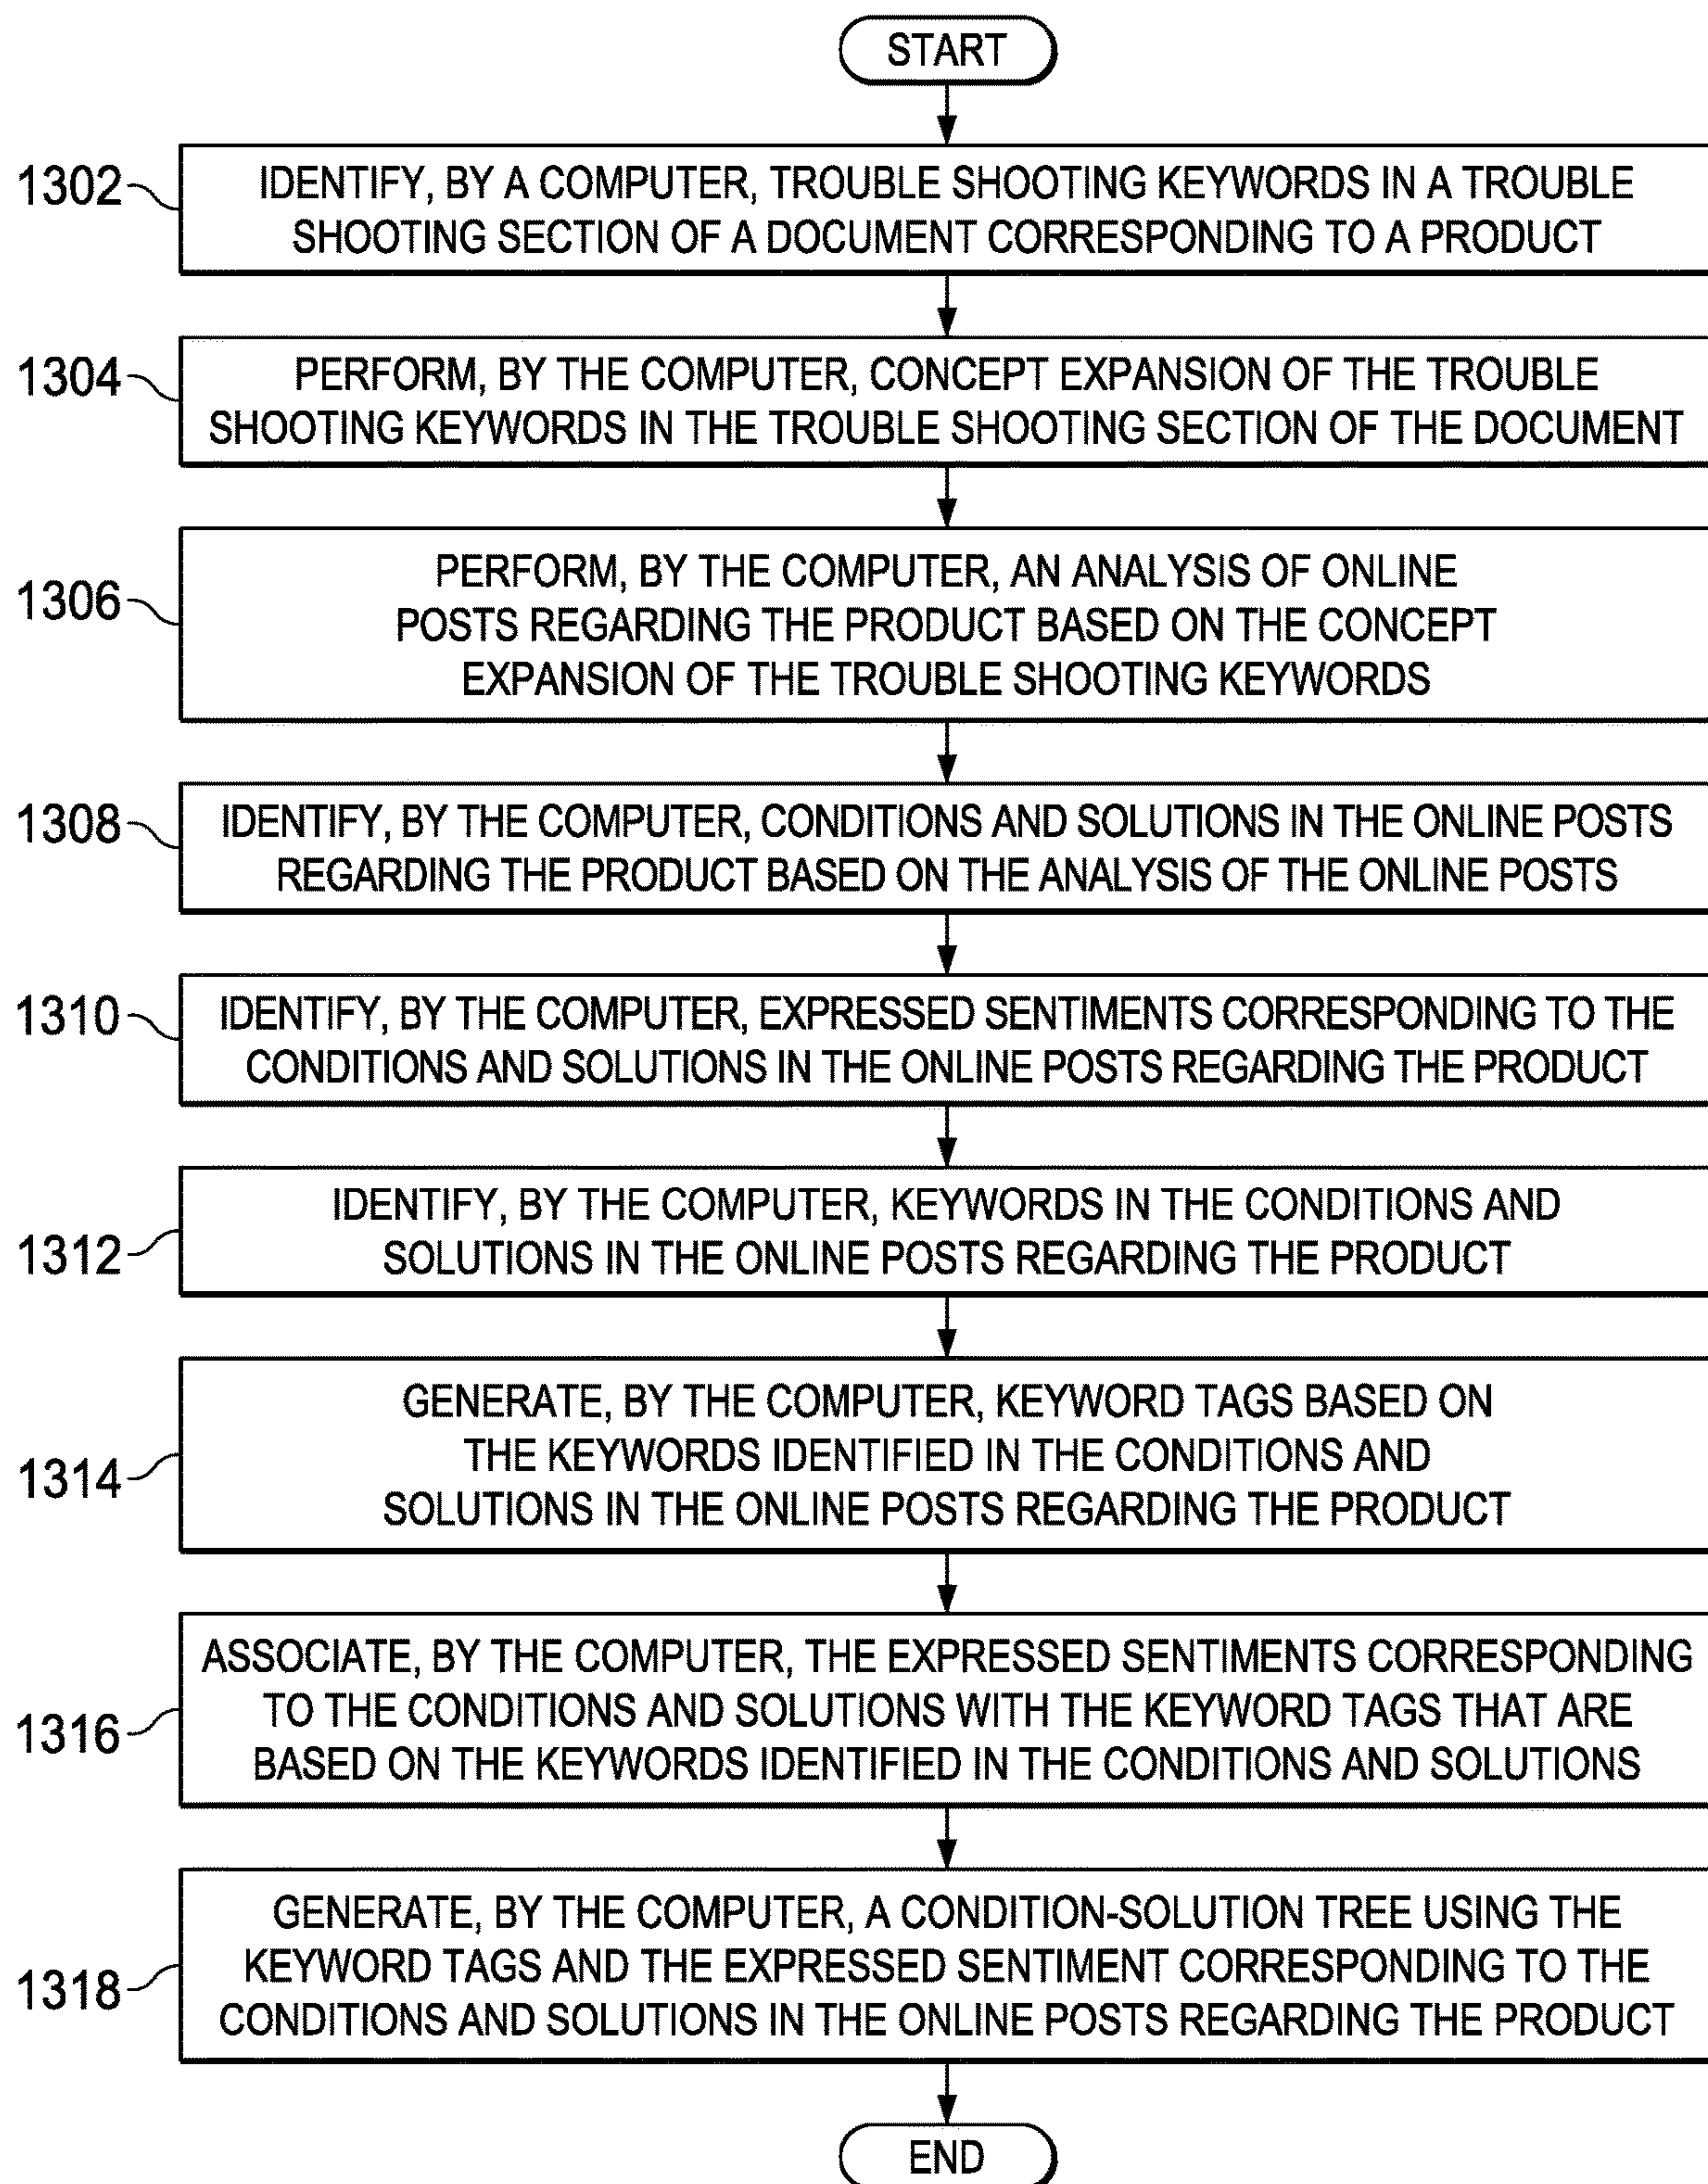 START
1302
IDENTIFY, BY A COMPUTER, TROUBLE SHOOTING KEYWORDS IN A TROUBLE
SHOOTING SECTION OF A DOCUMENT CORRESPONDING TO A PRODUCT
1304
PERFORM, BY THE COMPUTER, CONCEPT EXPANSION OF THE TROUBLE
SHOOTING KEYWORDS IN THE TROUBLE SHOOTING SECTION OF THE DOCUMENT
1306
PERFORM, BY THE COMPUTER, AN ANALYSIS OF ONLINE
POSTS REGARDING THE PRODUCT BASED ON THE CONCEPT
EXPANSION OF THE TROUBLE SHOOTING KEYWORDS
1308
IDENTIFY, BY THE COMPUTER, CONDITIONS AND SOLUTIONS IN THE ONLINE POSTS
REGARDING THE PRODUCT BASED ON THE ANALYSIS OF THE ONLINE POSTS
1310
IDENTIFY, BY THE COMPUTER, EXPRESSED SENTIMENTS CORRESPONDING TO THE
CONDITIONS AND SOLUTIONS IN THE ONLINE POSTS REGARDING THE PRODUCT
1312
IDENTIFY, BY THE COMPUTER, KEYWORDS IN THE CONDITIONS AND
SOLUTIONS IN THE ONLINE POSTS REGARDING THE PRODUCT
1314
GENERATE, BY THE COMPUTER, KEYWORD TAGS BASED ON
THE KEYWORDS IDENTIFIED IN THE CONDITIONS AND
SOLUTIONS IN THE ONLINE POSTS REGARDING THE PRODUCT
1316
ASSOCIATE, BY THE COMPUTER, THE EXPRESSED SENTIMENTS CORRESPONDING
TO THE CONDITIONS AND SOLUTIONS WITH THE KEYWORD TAGS THAT ARE
BASED ON THE KEYWORDS IDENTIFIED IN THE CONDITIONS AND SOLUTIONS
1318
GENERATE, BY THE COMPUTER, A CONDITION-SOLUTION TREE USING THE
KEYWORD TAGS AND THE EXPRESSED SENTIMENT CORRESPONDING TO THE
CONDITIONS AND SOLUTIONS IN THE ONLINE POSTS REGARDING THE PRODUCT
END